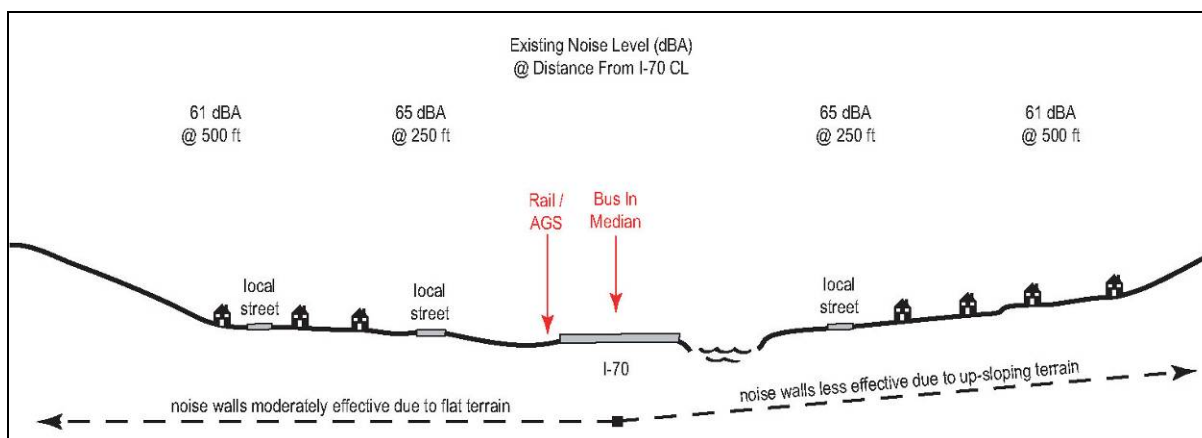 Existing Noise Level (dBA)
@ Distance From I-70 CL
61 dBA
@ 500 ft
65 dBA
@ 250 ft
65 dBA
@ 250 ft
61 dBA
@ 500 ft
Rail /
AGS
Bus In
Median
local
street
local
street
local
street
I-70
noise walls moderately effective due to flat terrain
noise walls less effective due to up-sloping terrain